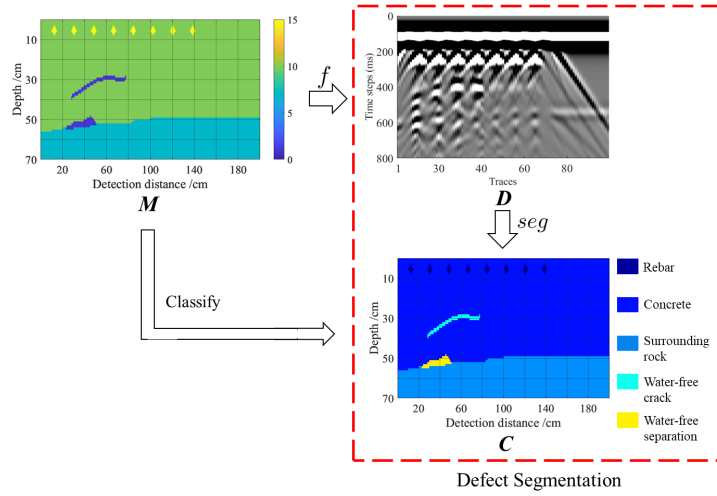 10
30
50
70
Depth /cm
20
60
100
140
180
Detection distance /cm
15
10
5
0
M
f
0
200
400
600
800
Time steps (ms)
1
30
40
80
Traces
D
seg
Classify
10
30
50
70
Depth /cm
20
60
100
140
180
Detection distance /cm
C
Rebar
Concrete
Surrounding
rock
Water-free
crack
Water-free
separation
Defect Segmentation